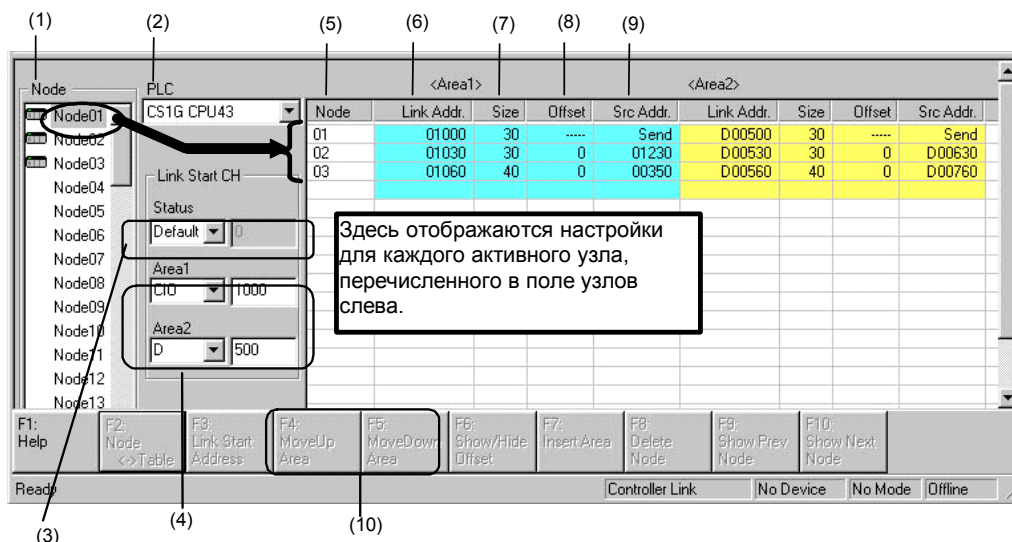 (1) (2) (5) (6) (7) (8) (9)
<Area1> <Area2>
Node PLC
CS1G CPU43
Node Link Addr. Size Offset Src Addr. Link Addr. Size Offset Src Addr.
01 01000 30 ----- Send D00500 30 ----- Send
02 01030 30 0 01230 D00530 30 0 D00630
03 01060 40 0 00350 D00560 40 0 D00760
Node01
Node02
Node03
Node04
Node05
Node06
Node07
Node08
Node09
Node10
Node11
Node12
Node13
Link Start CH
Status
Default 0
Area1
CIO 1000
Area2
D 500
Здесь отображаются настройки
для каждого активного узла,
перечисленного в поле узлов
слева.
F1: Help
F2: Node <->Table
F3: Link Start Address
F4: MoveUp Area
F5: MoveDown Area
F6: Show/Hide Offset
F7: Insert Area
F8: Delete Node
F9: Show Prev Node
F10: Show Next Node
Ready Controller Link No Device No Mode Offline
(3) (4) (10)